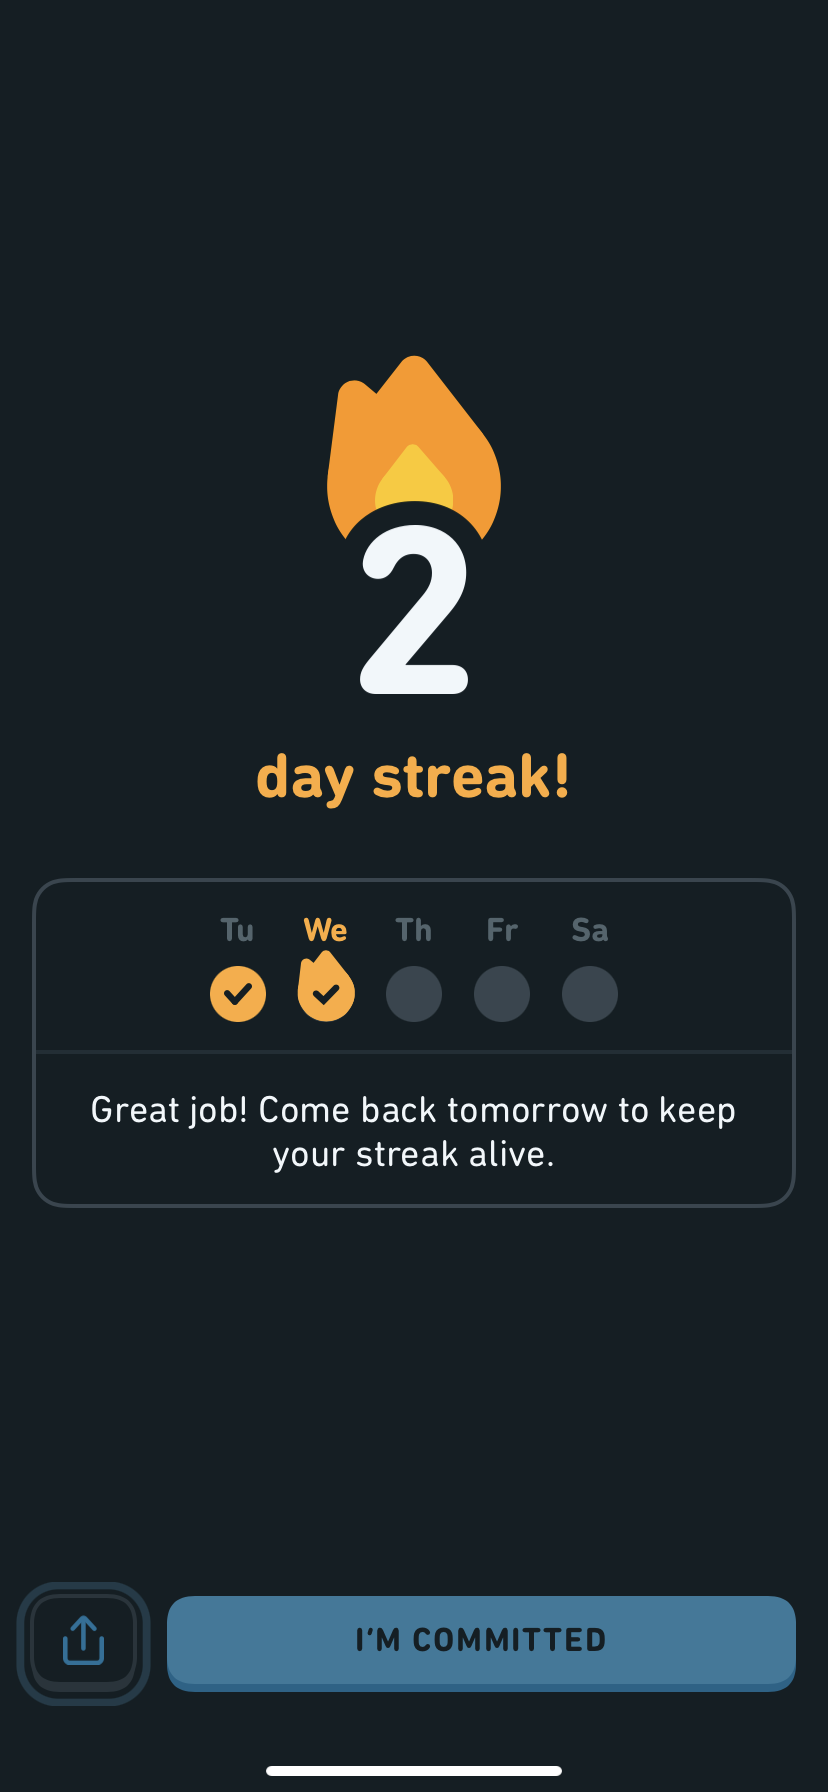 2
day streak!
Tu We Th Fr Sa
Great job! Come back tomorrow to keep
your streak alive.
I'M COMMITTED